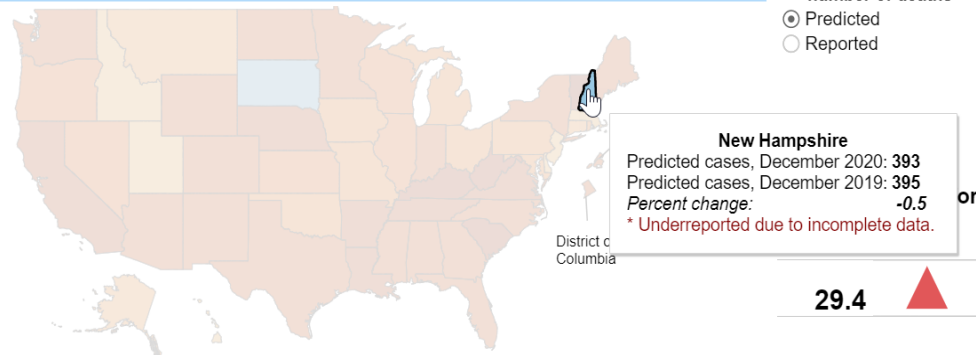 Predicted
Reported
New Hampshire
Predicted cases, December 2020: 393
Predicted cases, December 2019: 395
Percent change: -0.5
* Underreported due to incomplete data.
District
Columbia
29.4